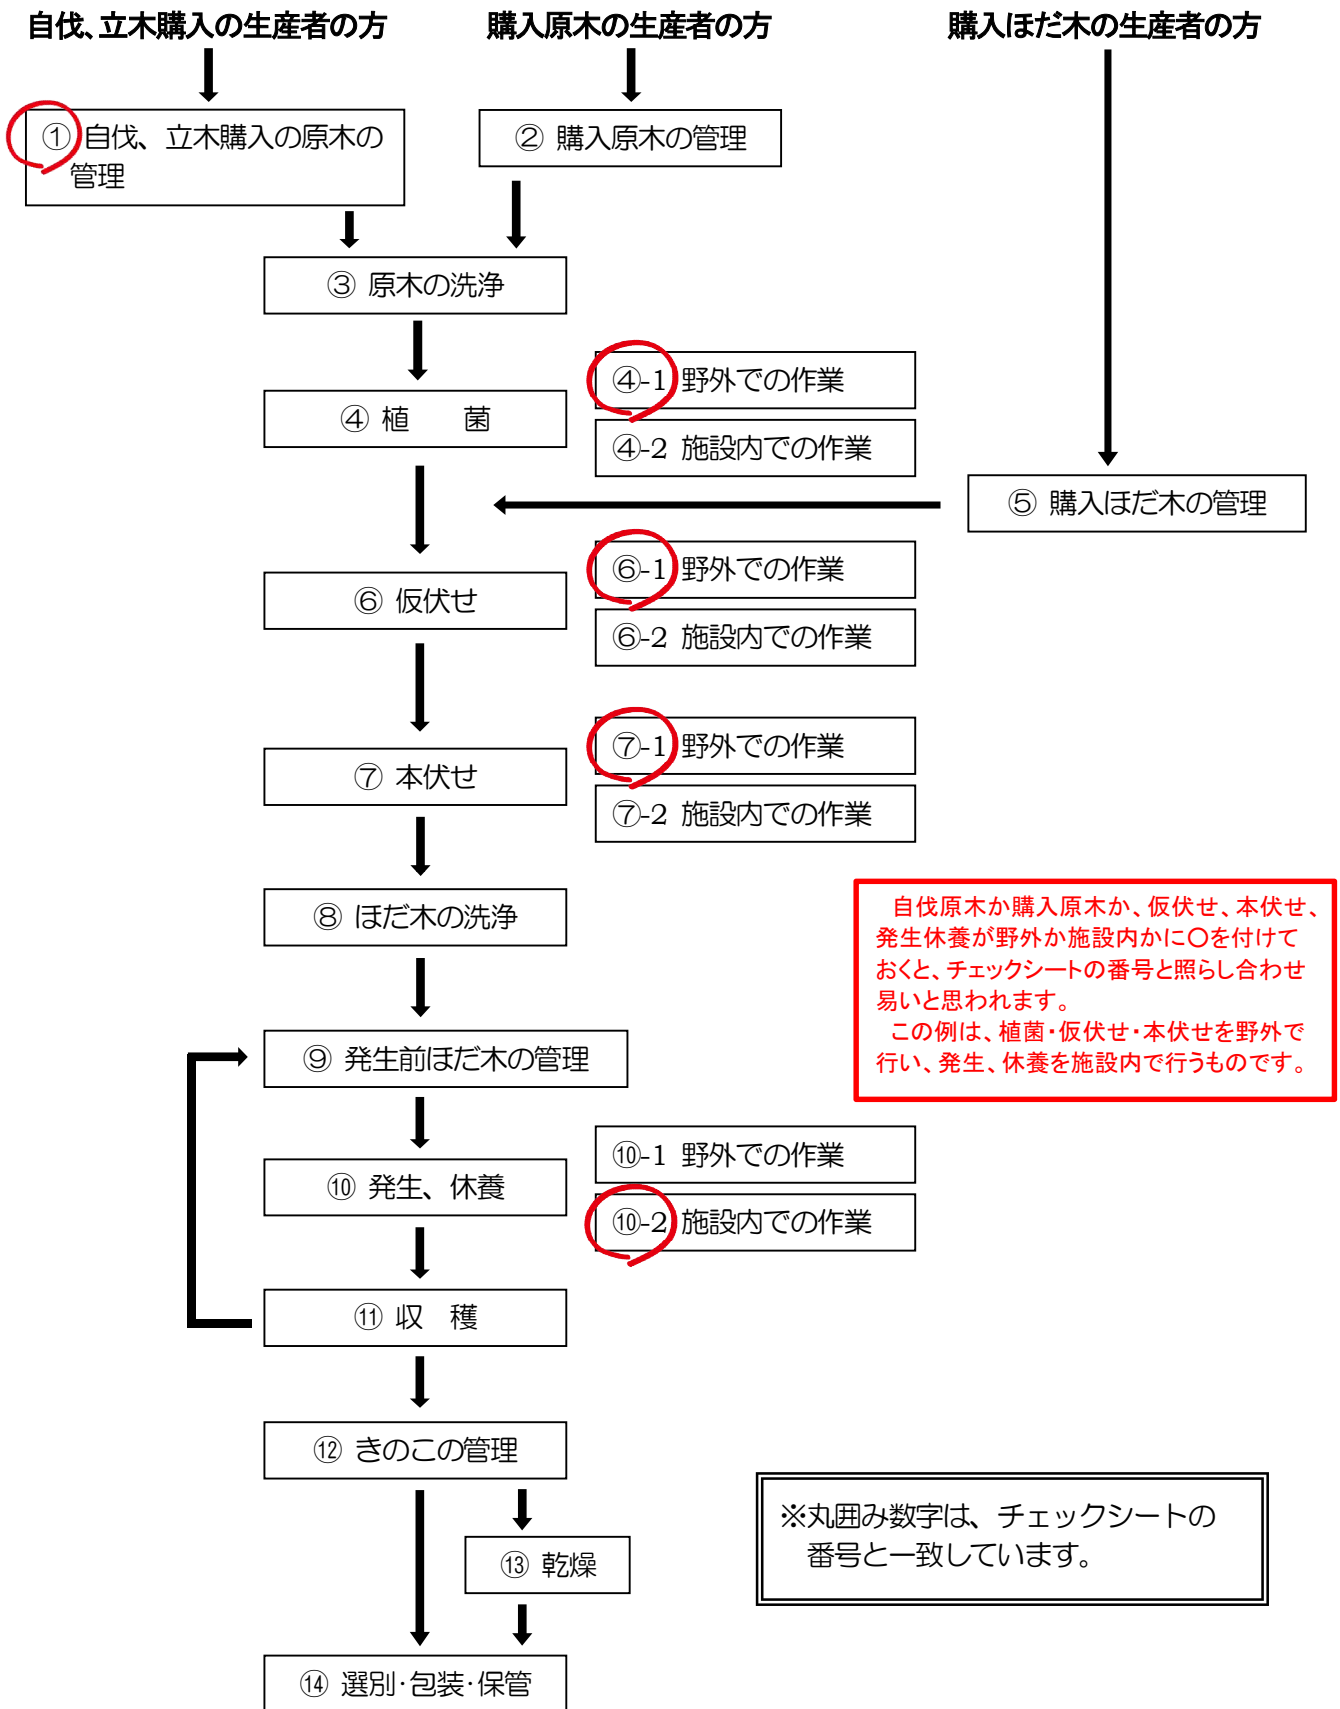 自伐、立木購入の生産者の方
購入原木の生産者の方
購入ほだ木の生産者の方
① 自伐、立木購入の原木の
管理
② 購入原木の管理
③ 原木の洗浄
④ 植　　菌
④-1 野外での作業
④-2 施設内での作業
⑤ 購入ほだ木の管理
⑥ 仮伏せ
⑥-1 野外での作業
⑥-2 施設内での作業
⑦ 本伏せ
⑦-1 野外での作業
⑦-2 施設内での作業
⑧ ほだ木の洗浄
自伐原木か購入原木か、仮伏せ、本伏せ、
発生休養が野外か施設内かに〇を付けて
おくと、チェックシートの番号と照らし合わせ
易いと思われます。
この例は、植菌・仮伏せ・本伏せを野外で
行い、発生、休養を施設内で行うものです。
⑨ 発生前ほだ木の管理
⑩ 発生、休養
⑩-1 野外での作業
⑩-2 施設内での作業
⑪ 収　穫
⑫ きのこの管理
⑬ 乾燥
※丸囲み数字は、チェックシートの
番号と一致しています。
⑭ 選別・包装・保管